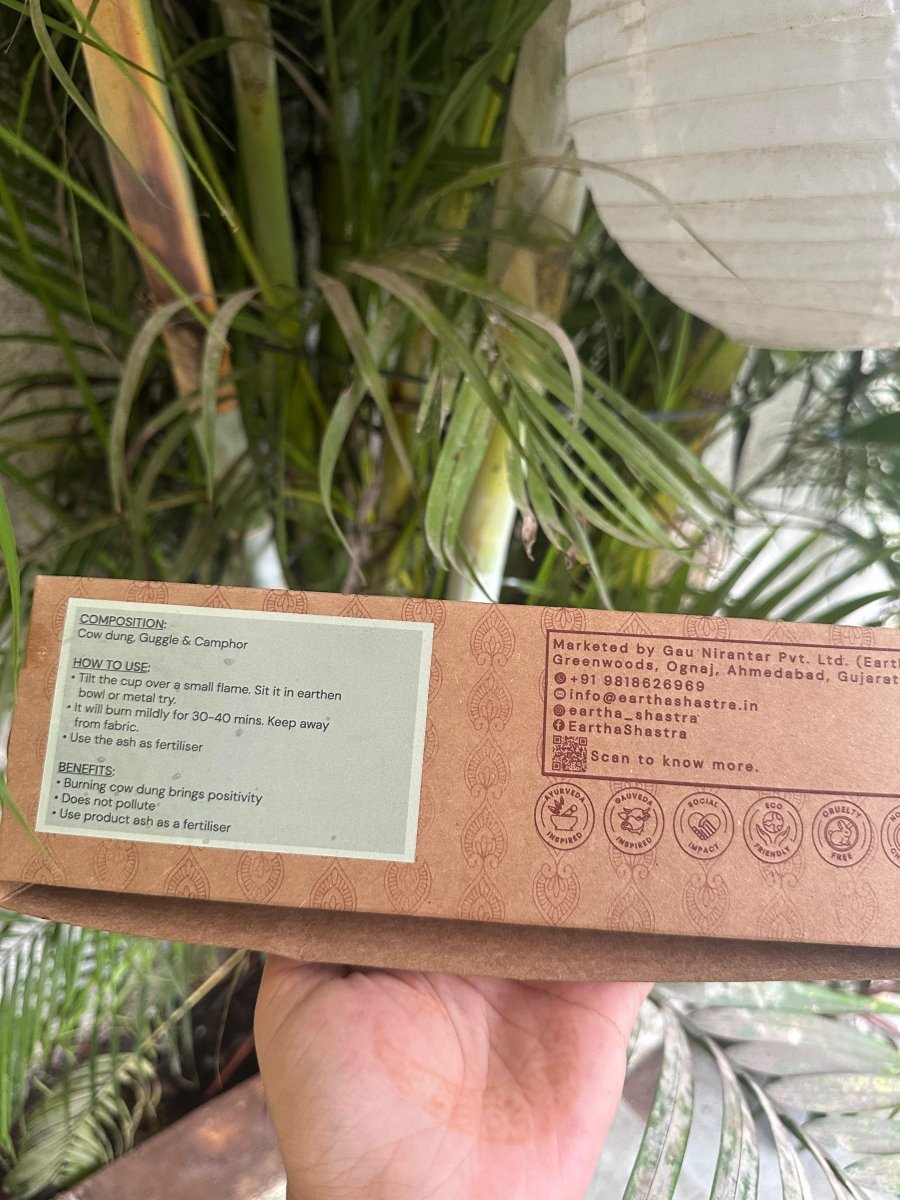 COMPOSITION:
Cow dung, Guggle & Camphor
HOW TO USE:
• Tilt the cup over a small flame. Sit it in earthen
bowl or metal try.
• It will burn mildly for 30-40 mins. Keep away
from fabric.
• Use the ash as fertiliser
BENEFITS:
• Burning cow dung brings positivity
• Does not pollute
• Use product ash as a fertiliser
Marketed by Gau Nirantar Pvt. Ltd. (Eart
Greenwoods, Ognaj, Ahmedabad, Gujarat
+91 9818626969
info@earthashastra.in
eartha_shastra
EarthaShastra
Scan to know more.
AYURVEDA
INSPIRED
GAUVEDA
INSPIRED
SOCIAL
IMPACT
ECO
FRIENDLY
CRUELTY
FREE